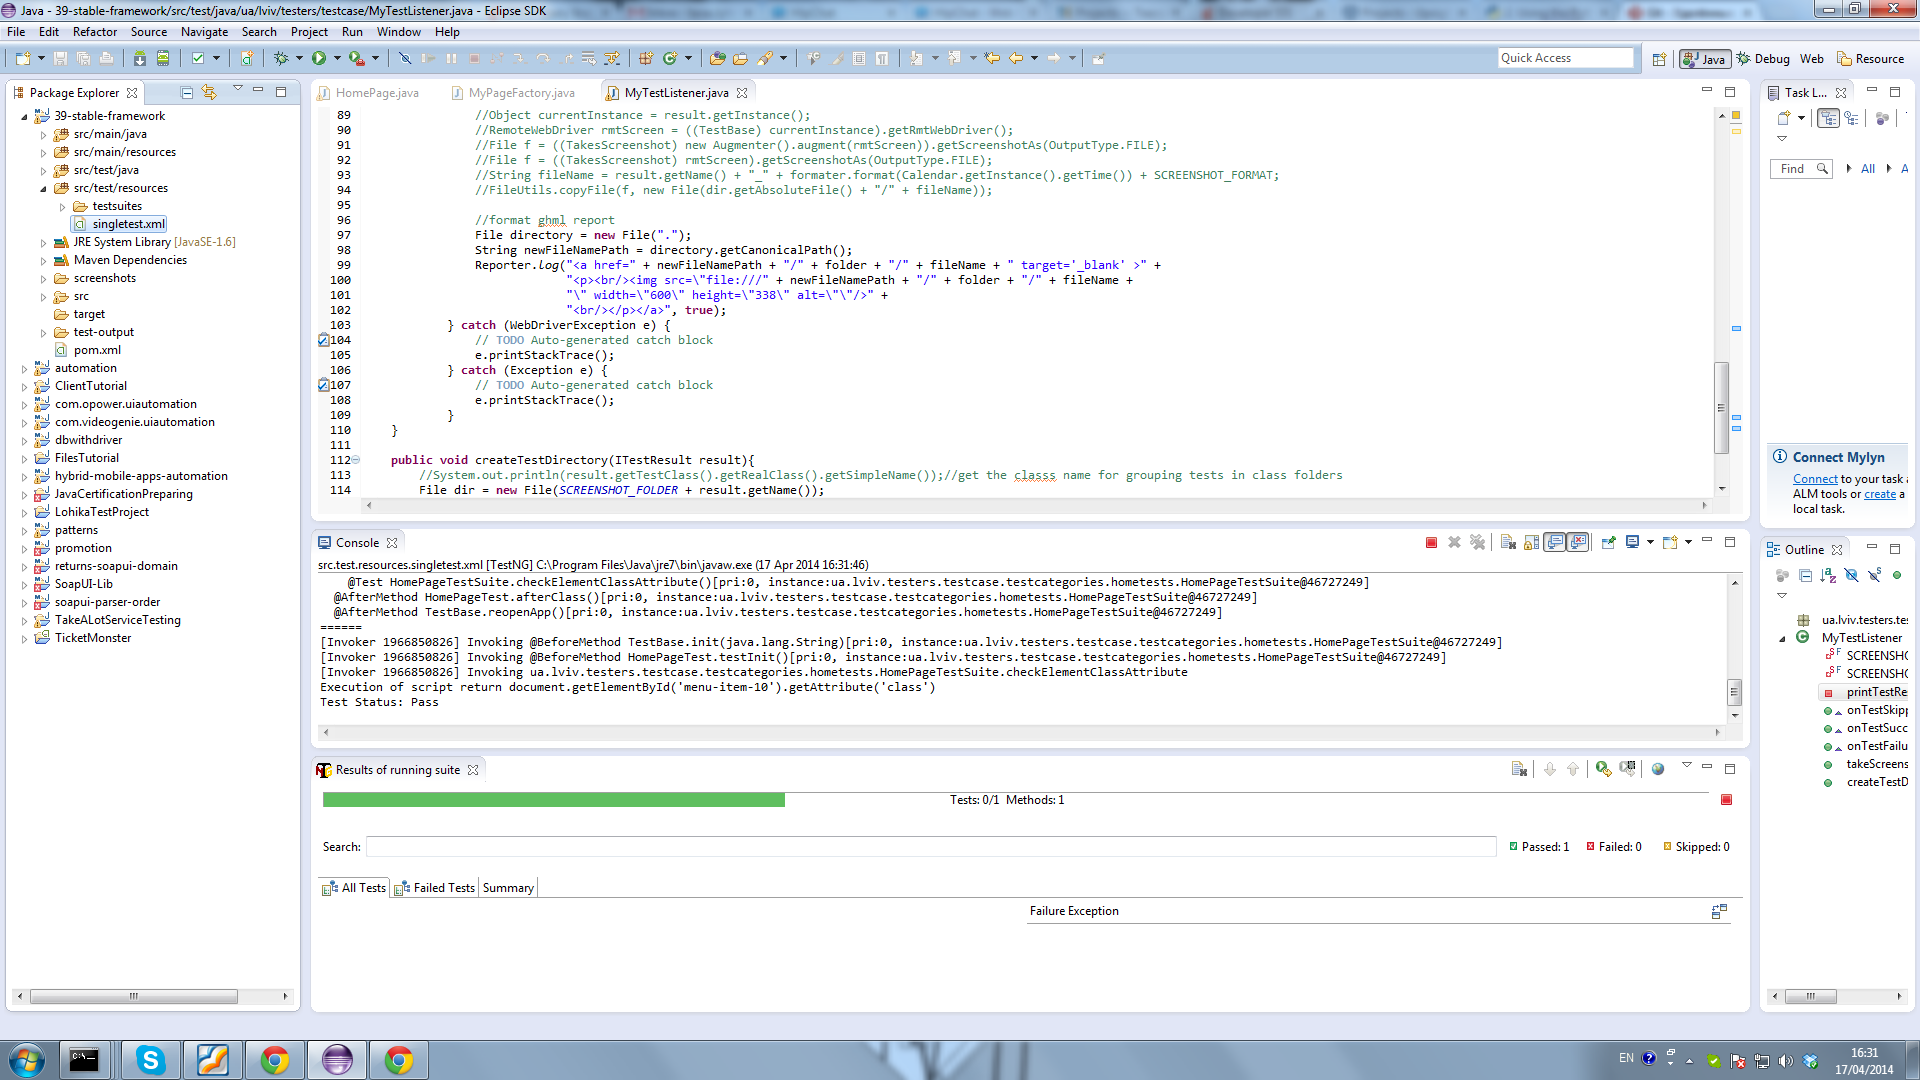 Java - 39-stable-framework/src/test/java/ua/lviv/testers/testcase/MyTestListener.java - Eclipse SDK
File Edit Refactor Source Navigate Search Project Run Window Help
Quick Access
Java Debug Web Resource
Package Explorer
39-stable-framework
src/main/java
src/main/resources
src/test/java
src/test/resources
testsuites
singletest.xml
JRE System Library [JavaSE-1.6]
Maven Dependencies
screenshots
src
target
test-output
pom.xml
automation
ClientTutorial
com.opower.uiautomation
com.videogenie.uiautomation
dbwithdriver
FilesTutorial
hybrid-mobile-apps-automation
JavaCertificationPreparing
LohikaTestProject
patterns
promotion
returns-soapui-domain
SoapUI-Lib
soapui-parser-order
TakeALotServiceTesting
TicketMonster
HomePage.java MyPageFactory.java MyTestListener.java
89 //Object currentInstance = result.getInstance();
90 //RemoteWebDriver rmtScreen = ((TestBase) currentInstance).getRmtWebDriver();
91 //File f = ((TakesScreenshot) new Augmenter().augment(rmtScreen)).getScreenshotAs(OutputType.FILE);
92 //File f = ((TakesScreenshot) rmtScreen).getScreenshotAs(OutputType.FILE);
93 //String fileName = result.getName() + "_" + formater.format(Calendar.getInstance().getTime()) + SCREENSHOT_FORMAT;
94 //FileUtils.copyFile(f, new File(dir.getAbsoluteFile() + "/" + fileName));
95
96 //format ghml report
97 File directory = new File(".");
98 String newFileNamePath = directory.getCanonicalPath();
99 Reporter.log("<a href=" + newFileNamePath + "/" + folder + "/" + fileName + " target='_blank' >" +
100 "<p><br/><img src=\"file:///" + newFileNamePath + "/" + folder + "/" + fileName +
101 "\" width=\"600\" height=\"338\" alt=\"\"/>" +
102 "<br/></p></a>", true);
103 } catch (WebDriverException e) {
104 // TODO Auto-generated catch block
105 e.printStackTrace();
106 } catch (Exception e) {
107 // TODO Auto-generated catch block
108 e.printStackTrace();
109 }
110 }
111
112 public void createTestDirectory(ITestResult result){
113 //System.out.println(result.getTestClass().getRealClass().getSimpleName());//get the classs name for grouping tests in class folders
114 File dir = new File(SCREENSHOT_FOLDER + result.getName());
Console
src.test.resources.singletest.xml [TestNG] C:\Program Files\Java\jre7\bin\javaw.exe (17 Apr 2014 16:31:46)
@Test HomePageTestSuite.checkElementClassAttribute()[pri:0, instance:ua.lviv.testers.testcase.testcategories.hometests.HomePageTestSuite@46727249]
@AfterMethod HomePageTest.afterClass()[pri:0, instance:ua.lviv.testers.testcase.testcategories.hometests.HomePageTestSuite@46727249]
@AfterMethod TestBase.reopenApp()[pri:0, instance:ua.lviv.testers.testcase.testcategories.hometests.HomePageTestSuite@46727249]
======
[Invoker 1966850826] Invoking @BeforeMethod TestBase.init(java.lang.String)[pri:0, instance:ua.lviv.testers.testcase.testcategories.hometests.HomePageTestSuite@46727249]
[Invoker 1966850826] Invoking @BeforeMethod HomePageTest.testInit()[pri:0, instance:ua.lviv.testers.testcase.testcategories.hometests.HomePageTestSuite@46727249]
[Invoker 1966850826] Invoking ua.lviv.testers.testcase.testcategories.hometests.HomePageTestSuite.checkElementClassAttribute
Execution of script return document.getElementById('menu-item-10').getAttribute('class')
Test Status: Pass
Results of running suite
Tests: 0/1 Methods: 1
Search:
Passed: 1 Failed: 0 Skipped: 0
All Tests Failed Tests Summary
Failure Exception
Task L...
Find All A
Connect Mylyn
Connect to your task a
ALM tools or create a
local task.
Outline
ua.lviv.testers.tes
MyTestListener
SCREENSHO
SCREENSHO
printTestRe
onTestSkipp
onTestSucc
onTestFailu
takeScreens
createTestD
EN
16:31
17/04/2014